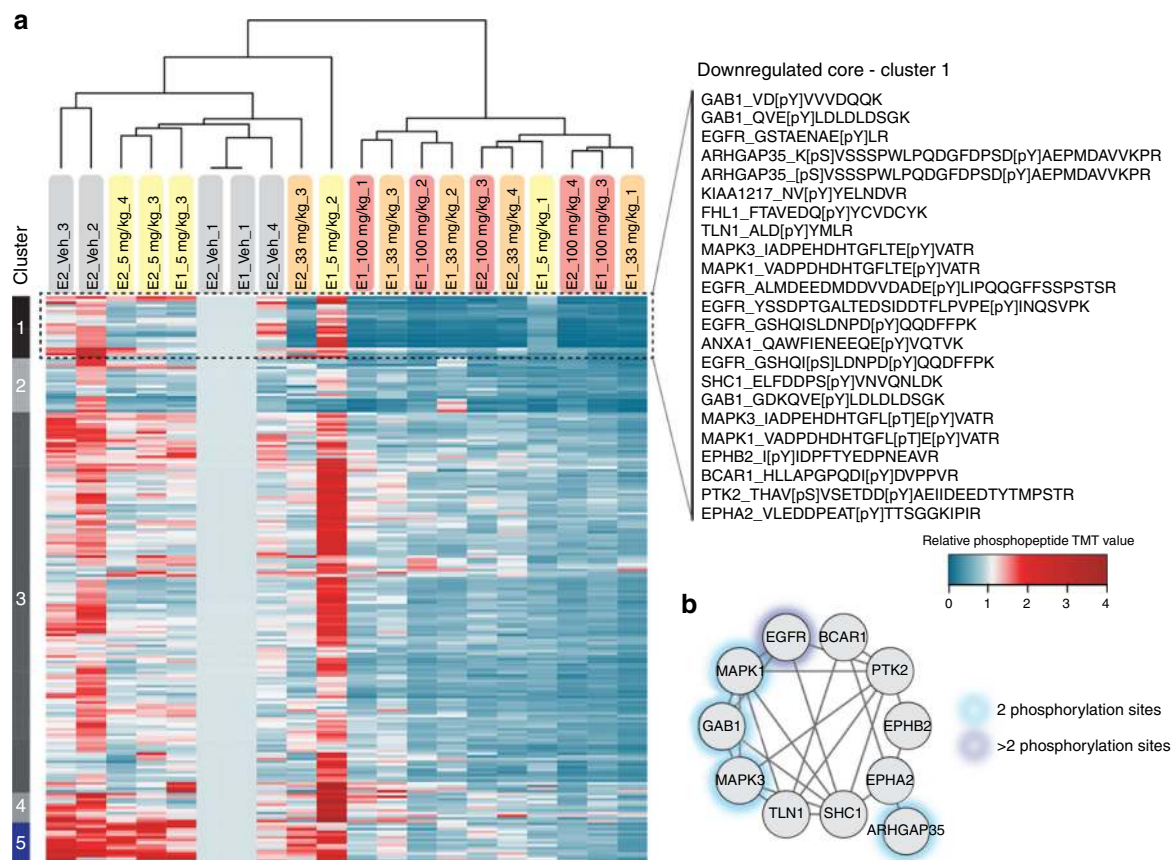 a
Cluster
E2_Veh_3
E2_Veh_2
E2_5 mg/kg_4
E2_5 mg/kg_3
E1_5 mg/kg_3
E2_Veh_1
E1_Veh_1
E2_Veh_4
E2_33 mg/kg_3
E1_5 mg/kg_2
E1_100 mg/kg_1
E1_33 mg/kg_3
E1_100 mg/kg_2
E1_33 mg/kg_2
E2_100 mg/kg_3
E2_33 mg/kg_4
E1_5 mg/kg_1
E2_100 mg/kg_4
E1_100 mg/kg_3
E1_33 mg/kg_1
1
2
3
4
5
Downregulated core - cluster 1
GAB1_VD[pY]VVVDQQK
GAB1_QVE[pY]LDLDLDSGK
EGFR_GSTAENAE[pY]LR
ARHGAP35_K[pS]VSSSPWLPQDGFDPSD[pY]AEPMDAVVKPR
ARHGAP35_[pS]VSSSPWLPQDGFDPSD[pY]AEPMDAVVKPR
KIAA1217_NV[pY]YELNDVR
FHL1_FTAVEDQ[pY]YCVDCYK
TLN1_ALD[pY]YMLR
MAPK3_IADPEHDHTGFLTE[pY]VATR
MAPK1_VADPDHDHTGFLTE[pY]VATR
EGFR_ALMDEEDMDDVVDADE[pY]LIPQQGFFSSPSTSR
EGFR_YSSDPTGALTEDSIDDTFLPVPE[pY]INQSVPK
EGFR_GSHQISLDNPD[pY]QQDFFPK
ANXA1_QAWFIENEEQE[pY]VQTVK
EGFR_GSHQI[pS]LDNPD[pY]QQDFFPK
SHC1_ELFDDPS[pY]VNVQNLDK
GAB1_GDKQVE[pY]LDLDLDSGK
MAPK3_IADPEHDHTGFL[pT]E[pY]VATR
MAPK1_VADPDHDHTGFL[pT]E[pY]VATR
EPHB2_I[pY]IDPFTYEDPNEAVR
BCAR1_HLLAPGPQDI[pY]DVPPVR
PTK2_THAV[pS]VSETDD[pY]AEIIDEEDTYTMPSTR
EPHA2_VLEDDPEAT[pY]TTSGGKIPIR
Relative phosphopeptide TMT value
0 1 2 3 4
b
EGFR
BCAR1
MAPK1
PTK2
GAB1
EPHB2
MAPK3
EPHA2
TLN1
SHC1
ARHGAP35
2 phosphorylation sites
>2 phosphorylation sites